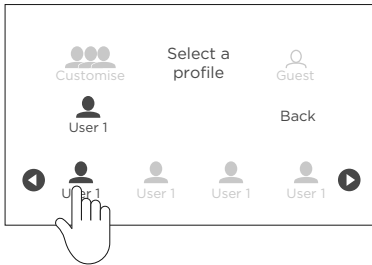 Select a
profile
Customise
Guest
User 1
Back
User 1
User 1
User 1
User 1